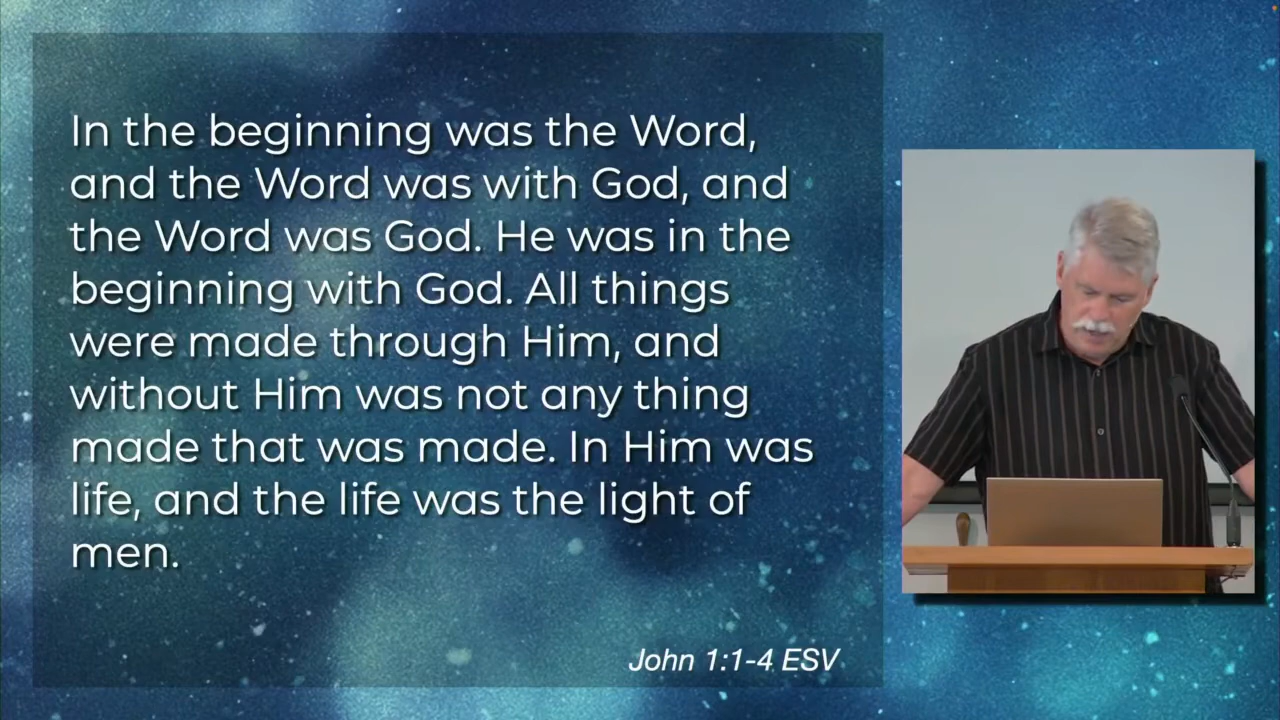 In the beginning was the Word,
and the Word was with God, and
the Word was God. He was in the
beginning with God. All things
were made through Him, and
without Him was not any thing
made that was made. In Him was
life, and the life was the light of
men.
John 1:1-4 ESV